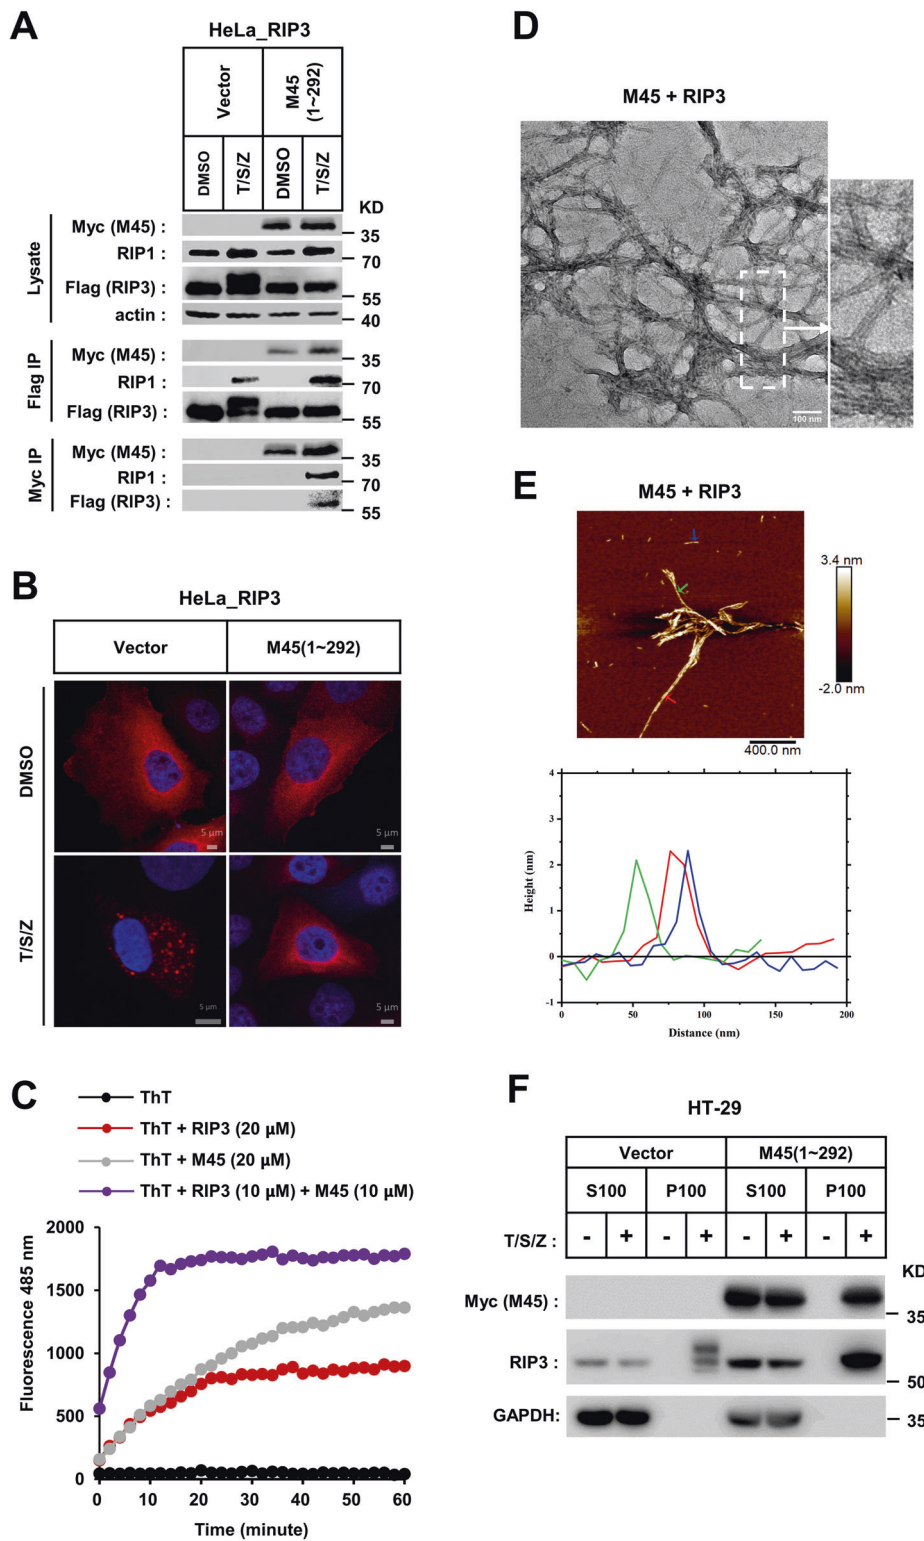 A
HeLa_RIP3
Vector
M45
(1~292)
DMSO
T/S/Z
DMSO
T/S/Z
KD
Lysate
Myc (M45) :
35
RIP1 :
70
Flag (RIP3) :
55
actin :
40
Flag IP
Myc (M45) :
35
RIP1 :
70
Flag (RIP3) :
55
Myc IP
Myc (M45) :
35
RIP1 :
70
Flag (RIP3) :
55
B
HeLa_RIP3
Vector
M45(1~292)
DMSO
5 µm
5 µm
T/S/Z
5 µm
5 µm
C
ThT
ThT + RIP3 (20 µM)
ThT + M45 (20 µM)
ThT + RIP3 (10 µM) + M45 (10 µM)
Fluorescence 485 nm
2000
1500
1000
500
0
0 10 20 30 40 50 60
Time (minute)
D
M45 + RIP3
100 nm
E
M45 + RIP3
3.4 nm
-2.0 nm
400.0 nm
Height (nm)
4
3
2
1
0
-1
0 50 100 150 200
Distance (nm)
F
HT-29
Vector M45(1~292)
S100 P100 S100 P100
T/S/Z : - + - + - + - +
KD
Myc (M45) :
35
RIP3 :
50
GAPDH:
35